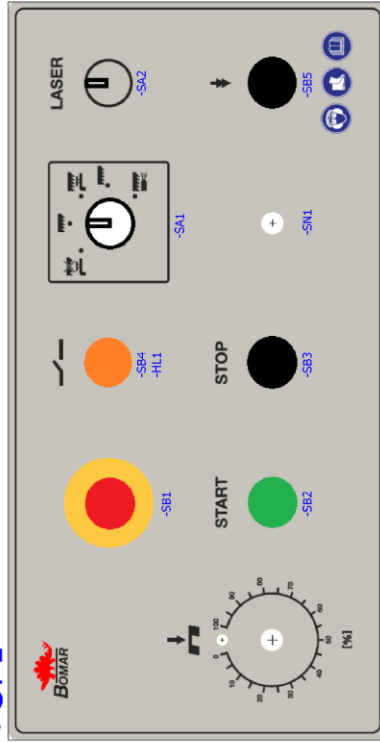 BOMAR
LASER
-SB1
-SB4
-HL1
-SA1
-SA2
START
STOP
0
10
20
30
40
50
60
70
80
90
100
[%]
-SB2
-SB3
-SN1
-SB5